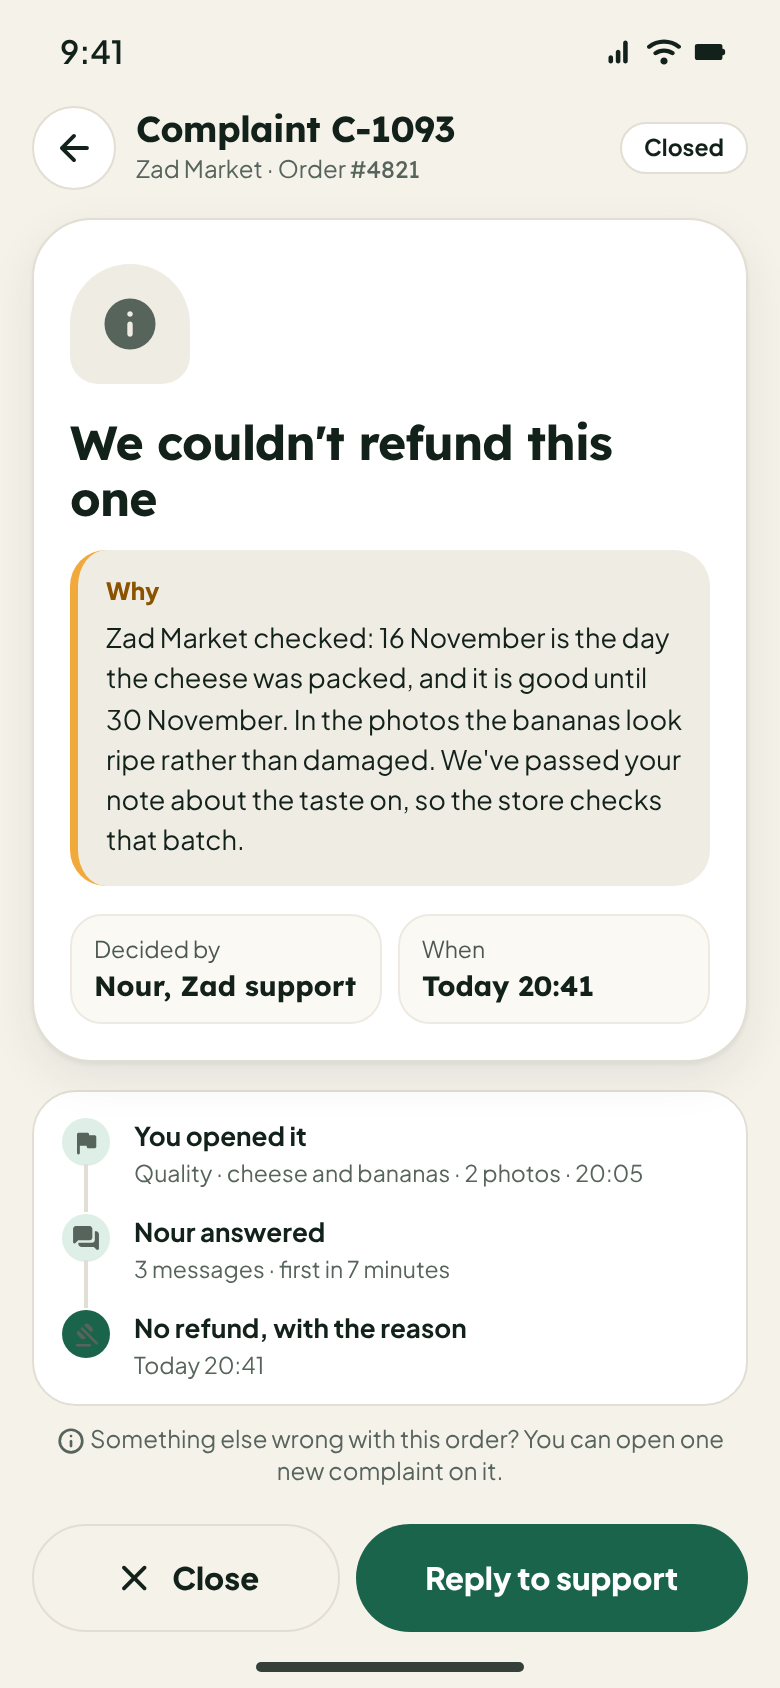 9:41
Complaint C-1093
Zad Market · Order #4821
Closed
We couldn't refund this
one
Why
Zad Market checked: 16 November is the day
the cheese was packed, and it is good until
30 November. In the photos the bananas look
ripe rather than damaged. We've passed your
note about the taste on, so the store checks
that batch.
Decided by
Nour, Zad support
When
Today 20:41
You opened it
Quality · cheese and bananas · 2 photos · 20:05
Nour answered
3 messages · first in 7 minutes
No refund, with the reason
Today 20:41
Something else wrong with this order? You can open one
new complaint on it.
Close
Reply to support